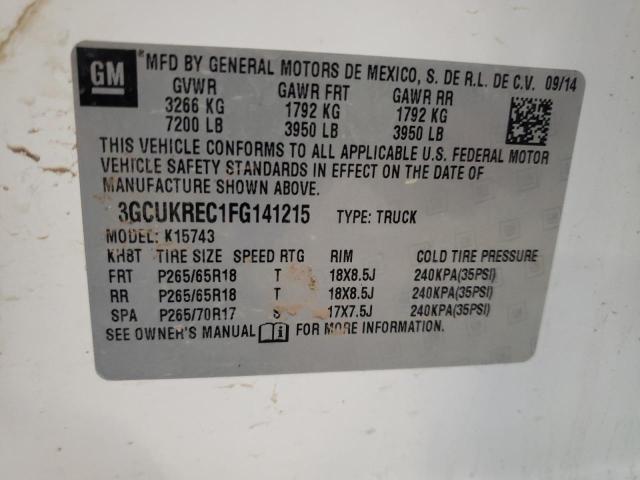 GM *MFD BY GENERAL MOTORS DE MEXICO, S. DE R.L. DE C.V. 09/14
GVWR GAWR FRT GAWR RR
3266 KG 1792 KG 1792 KG
7200 LB 3950 LB 3950 LB
THIS VEHICLE CONFORMS TO ALL APPLICABLE U.S. FEDERAL MOTOR
VEHICLE SAFETY STANDARDS IN EFFECT ON THE DATE OF
MANUFACTURE SHOWN ABOVE.
3GCUKREC1FG141215 TYPE: TRUCK
MODEL: K15743
KH8T TIRE SIZE SPEED RTG RIM COLD TIRE PRESSURE
FRT P265/65R18 T 18X8.5J 240KPA(35PSI)
RR P265/65R18 T 18X8.5J 240KPA(35PSI)
SPA P265/70R17 S 17X7.5J 240KPA(35PSI)
SEE OWNER'S MANUAL FOR MORE INFORMATION.